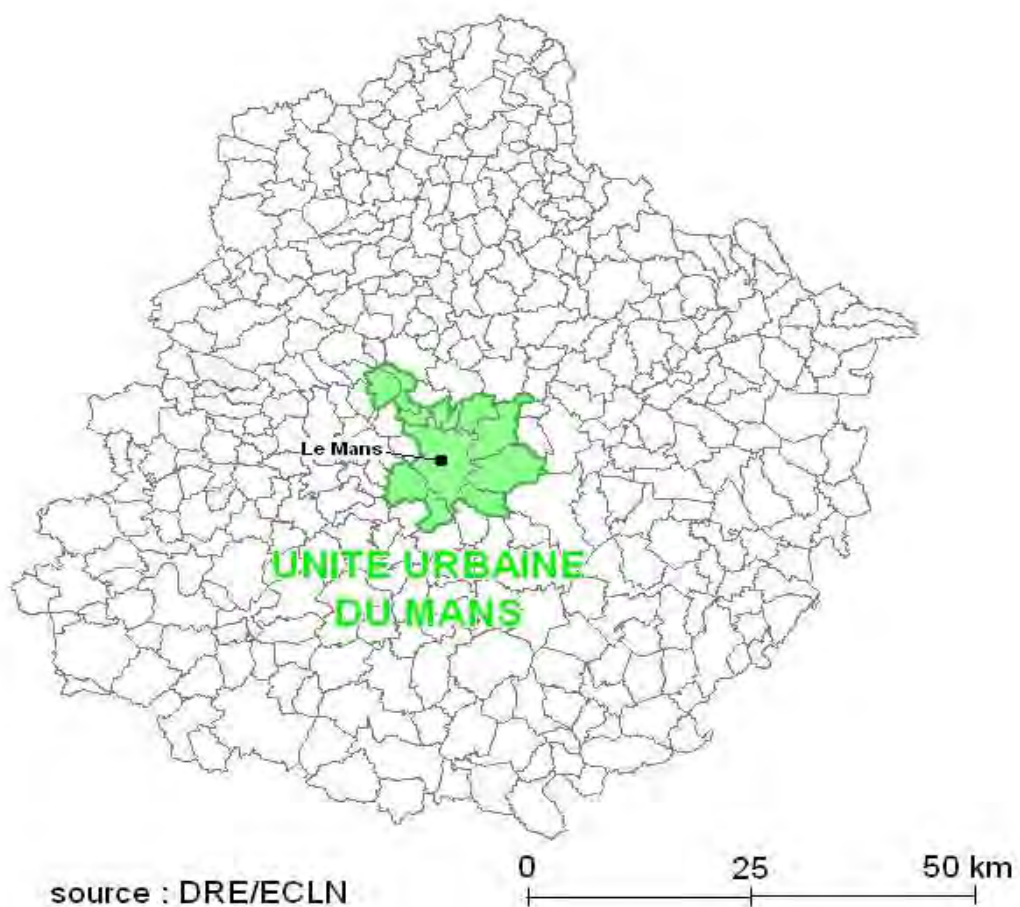 Le Mans
UNITE URBAINE
DU MANS
0 25 50 km
source : DRE/ECLN